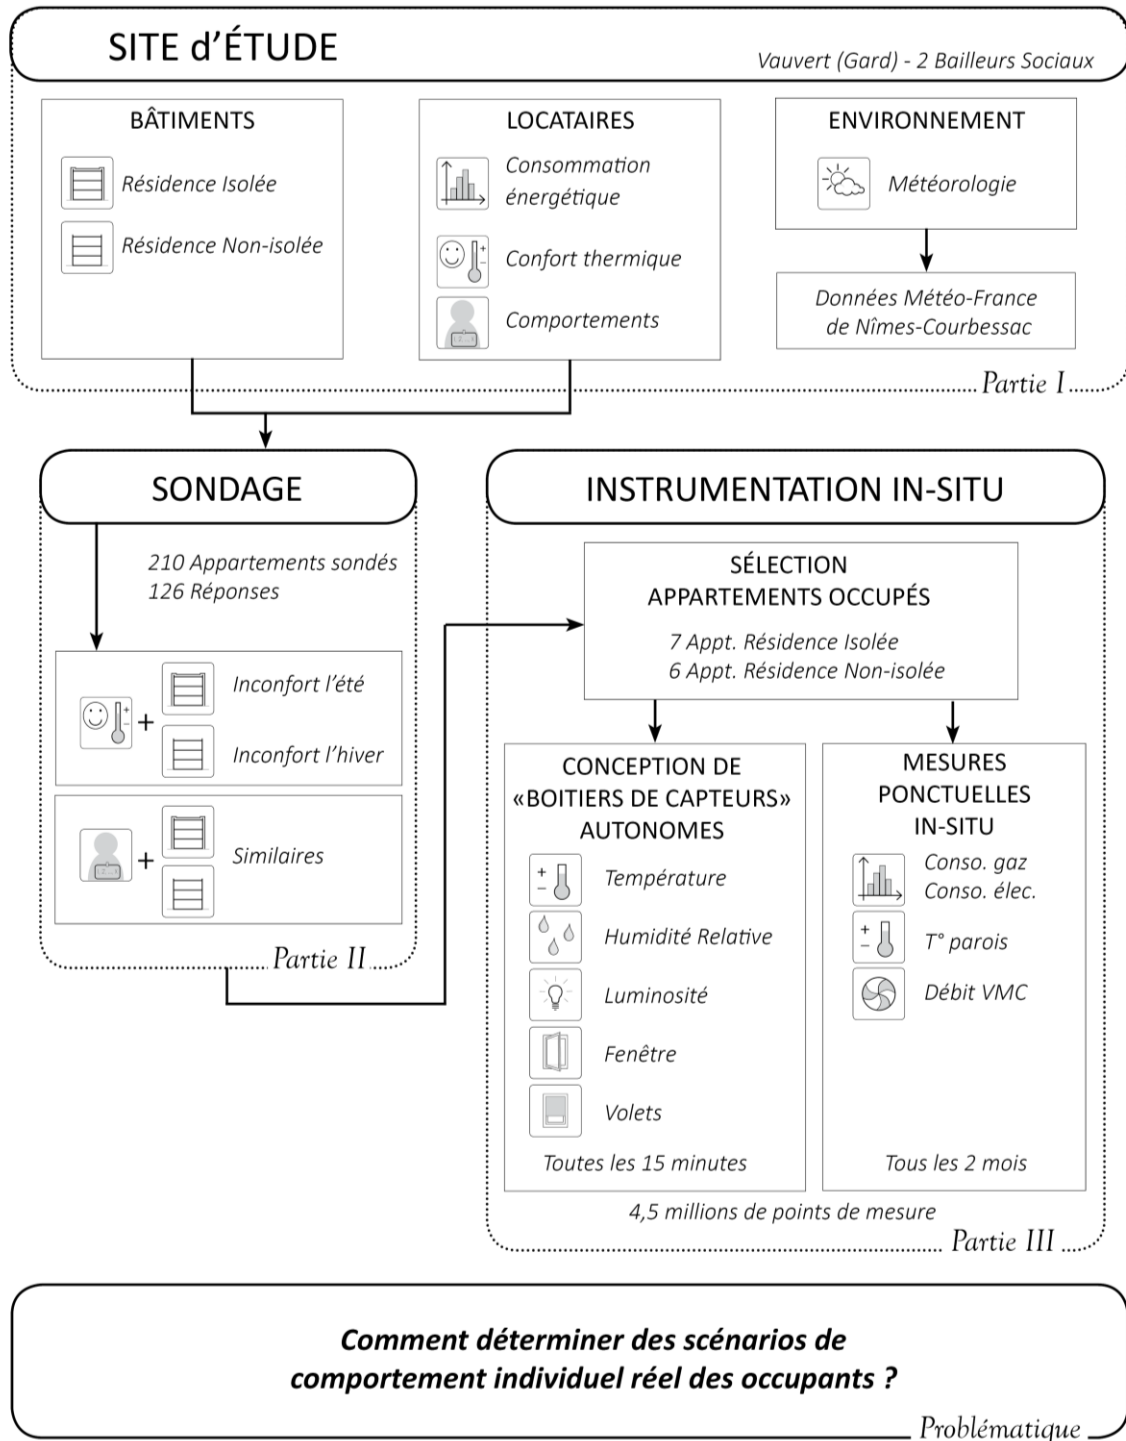 SITE d'ÉTUDE
Vauvert (Gard) - 2 Bailleurs Sociaux
BÂTIMENTS
Résidence Isolée
Résidence Non-isolée
LOCATAIRES
Consommation
énergétique
Confort thermique
Comportements
ENVIRONNEMENT
Météorologie
Données Météo-France
de Nîmes-Courbessac
Partie I
SONDAGE
210 Appartements sondés
126 Réponses
+
Inconfort l'été
Inconfort l'hiver
+
Similaires
Partie II
INSTRUMENTATION IN-SITU
SÉLECTION
APPARTEMENTS OCCUPÉS
7 Appt. Résidence Isolée
6 Appt. Résidence Non-isolée
CONCEPTION DE
«BOITIERS DE CAPTEURS»
AUTONOMES
Température
Humidité Relative
Luminosité
Fenêtre
Volets
Toutes les 15 minutes
MESURES
PONCTUELLES
IN-SITU
Conso. gaz
Conso. élec.
T° parois
Débit VMC
Tous les 2 mois
4,5 millions de points de mesure
Partie III
Comment déterminer des scénarios de
comportement individuel réel des occupants ?
Problématique